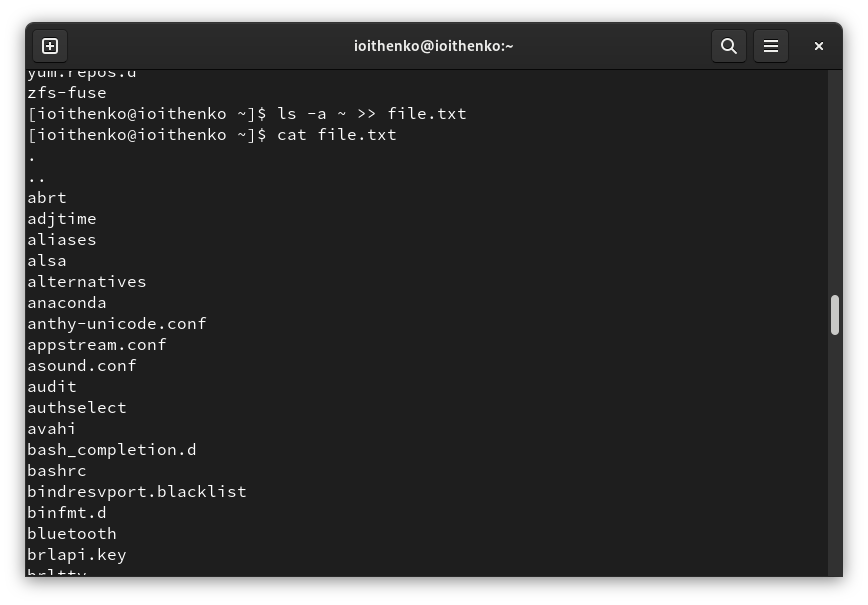 ioithenko@ioithenko:~
yum.repos.d
zfs-fuse
[ioithenko@ioithenko ~]$ ls -a ~ >> file.txt
[ioithenko@ioithenko ~]$ cat file.txt
.
..
abrt
adjtime
aliases
alsa
alternatives
anaconda
anthy-unicode.conf
appstream.conf
asound.conf
audit
authselect
avahi
bash_completion.d
bashrc
bindresvport.blacklist
binfmt.d
bluetooth
brlapi.key
brltty